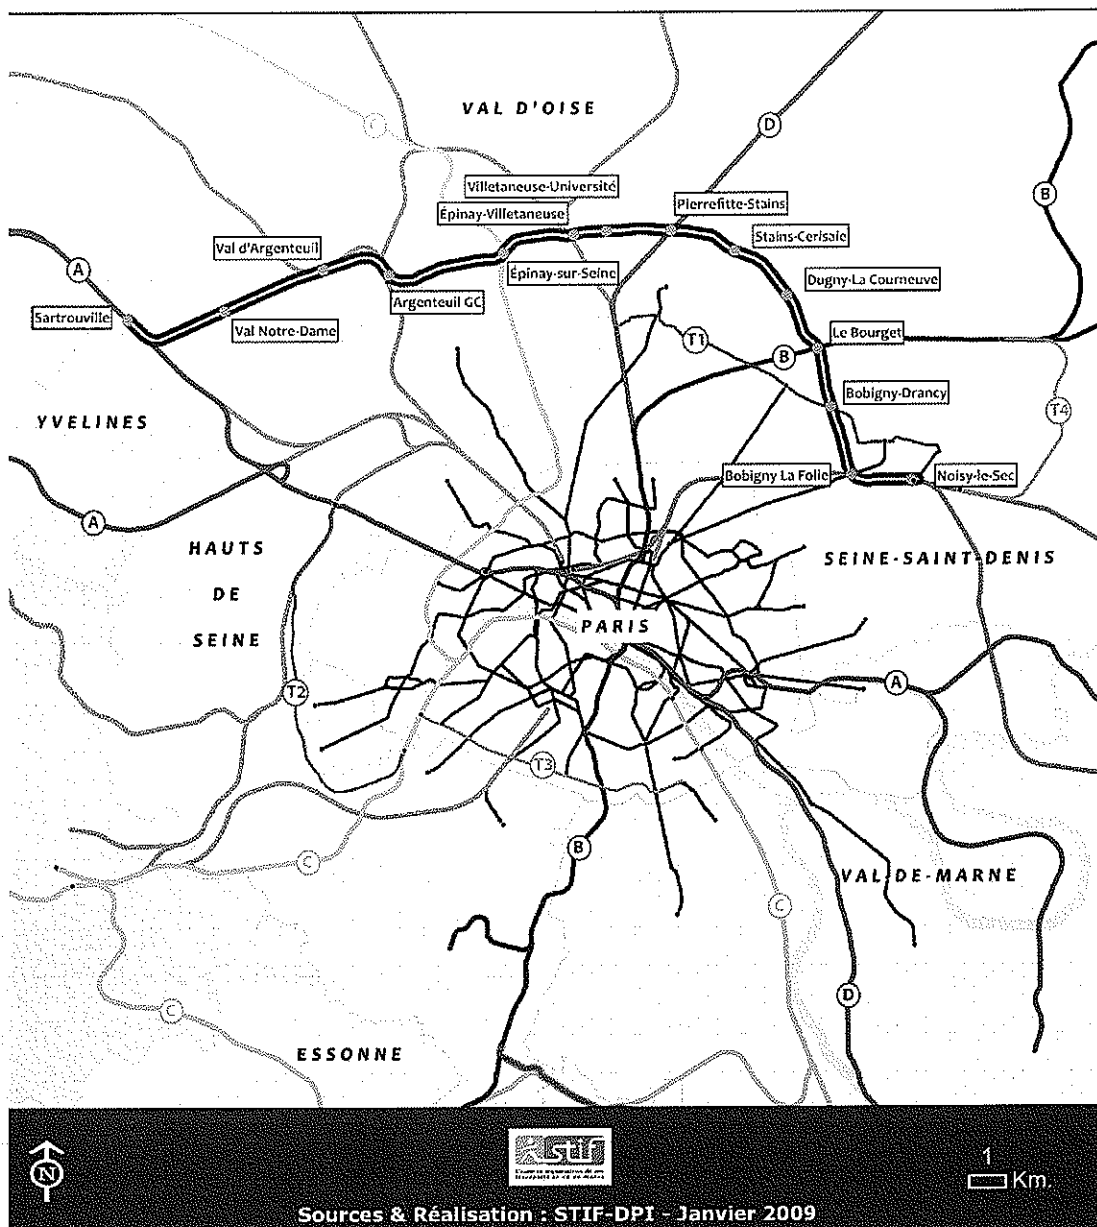 VAL D'OISE
C
D
B
Villetaneuse-Université
Épinay-Villetaneuse
Pierrefitte-Stains
Val d'Argenteuil
Stains-Cerisaie
A
Épinay-sur-Seine
Dugny-La Courneuve
Sartrouville
Argenteuil GC
Val Notre-Dame
Le Bourget
T1
B
Bobigny-Drancy
T4
YVELINES
Bobigny La Folie
Noisy-le-Sec
A
HAUTS
DE
SEINE
SEINE-SAINT-DENIS
PARIS
A
T2
T3
B
C
VAL-DE-MARNE
C
D
C
ESSONNE
stif
1
Km.
N
Sources & Réalisation : STIF-DPI - Janvier 2009